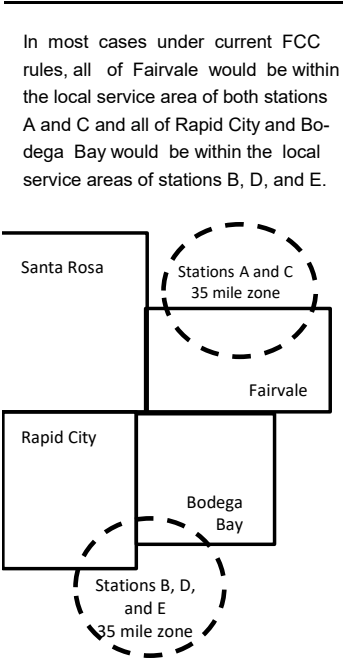 In most cases under current FCC
rules, all of Fairvale would be within
the local service area of both stations
A and C and all of Rapid City and Bo-
dega Bay would be within the local
service areas of stations B, D, and E.
Santa Rosa
Stations A and C
35 mile zone
Fairvale
Rapid City
Bodega
Bay
Stations B, D,
and E
35 mile zone